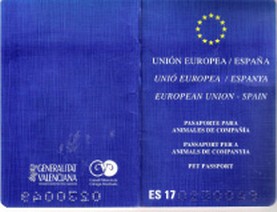 UNIÓN EUROPEA / ESPAÑA
UNIÓ EUROPEA / ESPANYA
EUROPEAN UNION - SPAIN
PASAPORTE PARA
ANIMALES DE COMPAÑÍA
PASSAPORT PER A
ANIMALS DE COMPANYIA
PET PASSPORT
GENERALITAT
VALENCIANA
ES 17